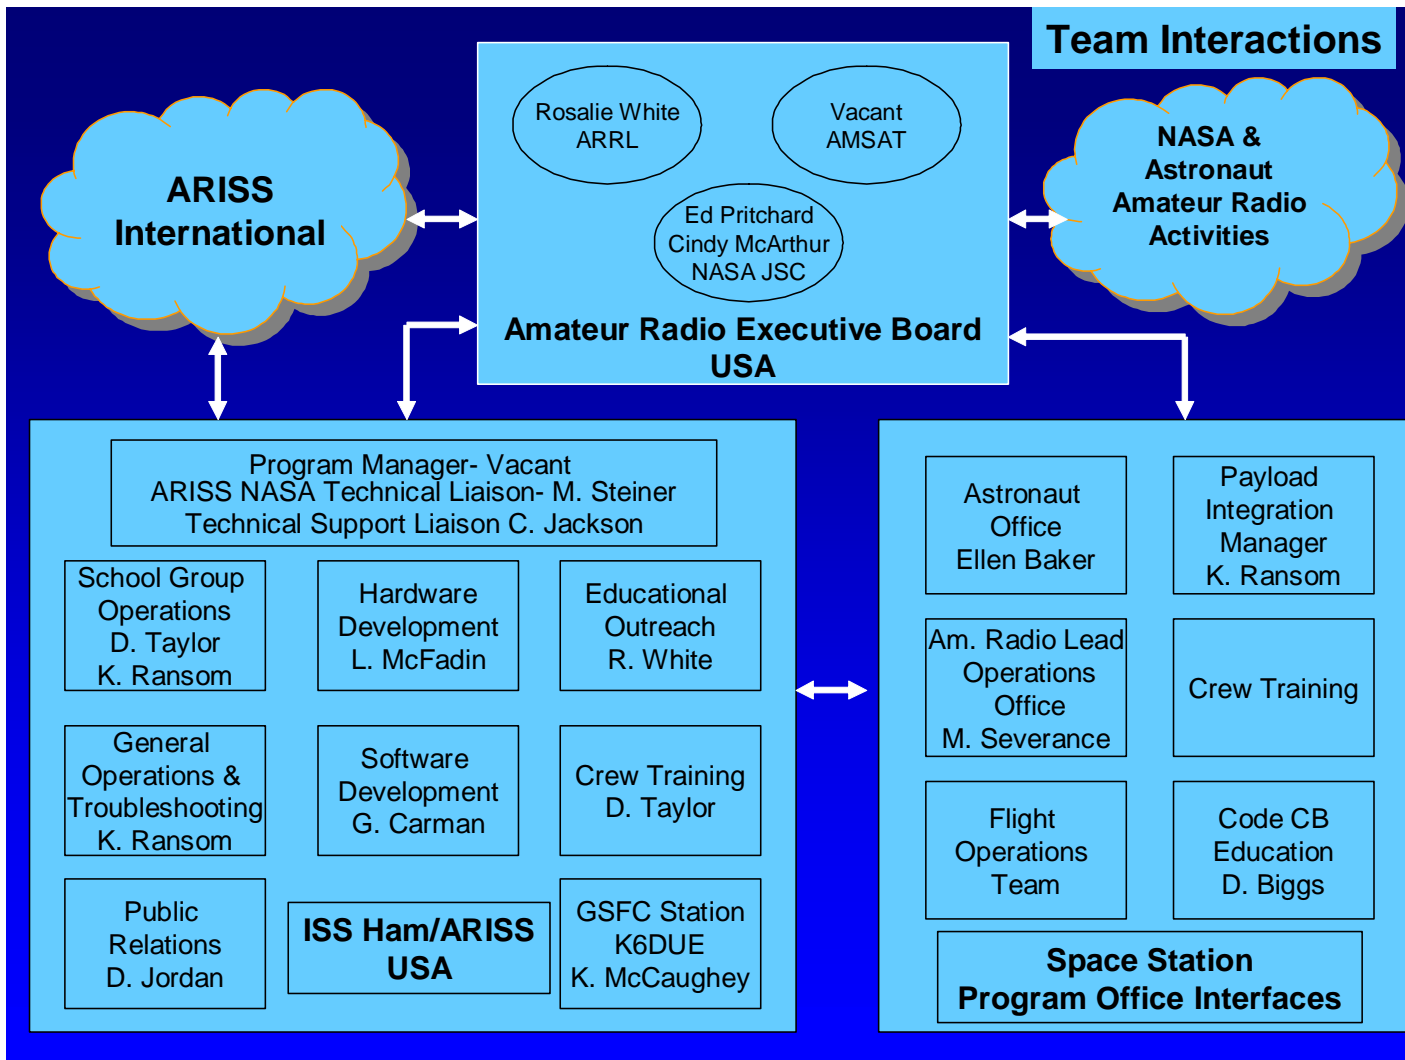 Team Interactions
Rosalie White
ARRL
Vacant
AMSAT
Ed Pritchard
Cindy McArthur
NASA JSC
Amateur Radio Executive Board
USA
ARISS
International
NASA &
Astronaut
Amateur Radio
Activities
Program Manager- Vacant
ARISS NASA Technical Liaison- M. Steiner
Technical Support Liaison C. Jackson
School Group
Operations
D. Taylor
K. Ransom
Hardware
Development
L. McFadin
Educational
Outreach
R. White
General
Operations &
Troubleshooting
K. Ransom
Software
Development
G. Carman
Crew Training
D. Taylor
Public
Relations
D. Jordan
ISS Ham/ARISS
USA
GSFC Station
K6DUE
K. McCaughey
Astronaut
Office
Ellen Baker
Payload
Integration
Manager
K. Ransom
Am. Radio Lead
Operations
Office
M. Severance
Crew Training
Flight
Operations
Team
Code CB
Education
D. Biggs
Space Station
Program Office Interfaces